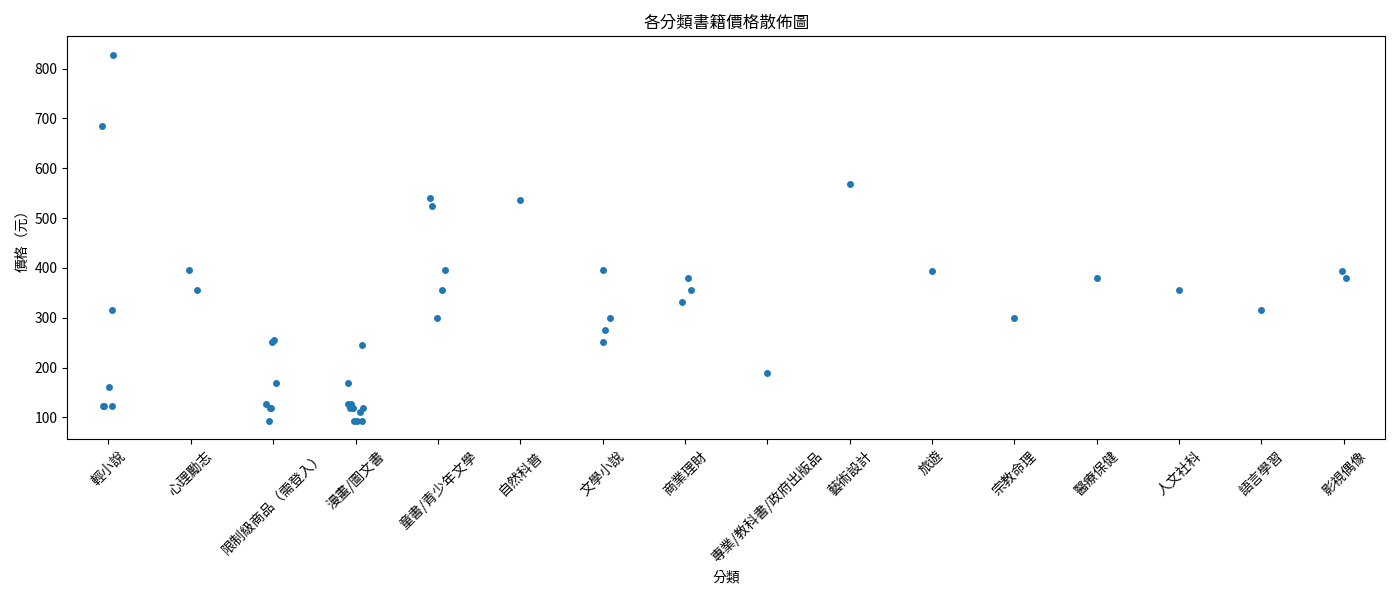 各分類書籍價格散佈圖
價格（元）
800
700
600
500
400
300
200
100
輕小說
心理勵志
限制級商品（需登入）
漫畫/圖文書
童書/青少年文學
自然科普
文學小說
商業理財
專業/教科書/政府出版品
藝術設計
旅遊
宗教命理
醫療保健
人文社科
語言學習
影視偶像
分類